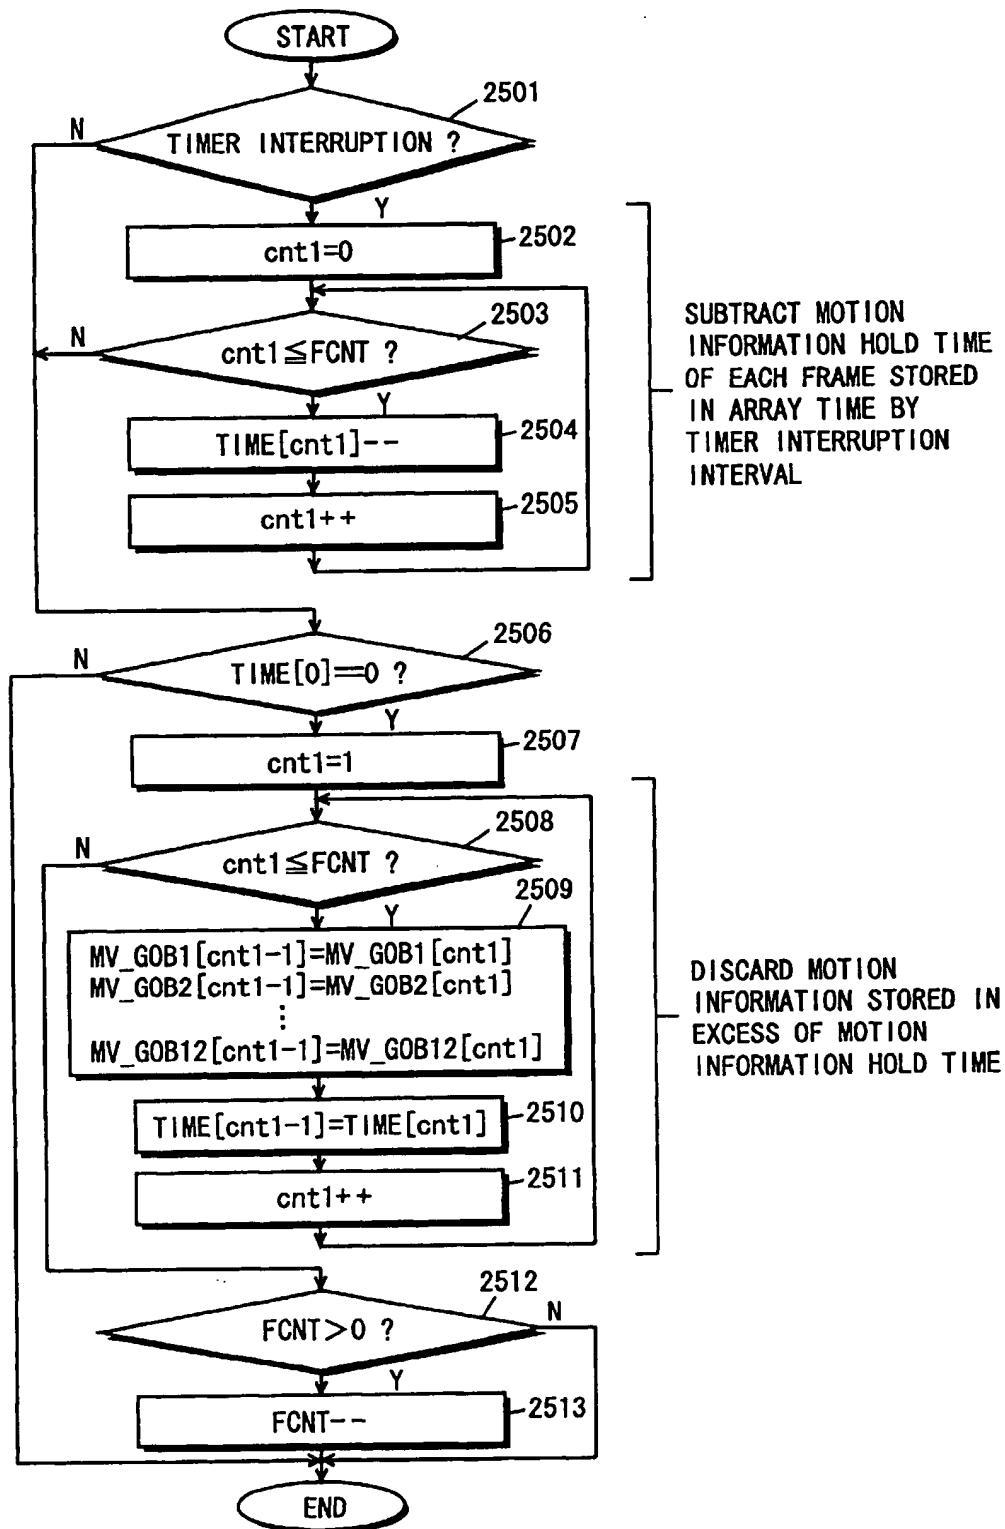 START
2501
N
TIMER INTERRUPTION ?
Y
2502
cnt1=0
2503
N
cnt1≦FCNT ?
Y
2504
TIME[cnt1]--
2505
cnt1++
SUBTRACT MOTION
INFORMATION HOLD TIME
OF EACH FRAME STORED
IN ARRAY TIME BY
TIMER INTERRUPTION
INTERVAL
2506
N
TIME[0]==0 ?
Y
2507
cnt1=1
2508
N
cnt1≦FCNT ?
2509
Y
MV_GOB1[cnt1-1]=MV_GOB1[cnt1]
MV_GOB2[cnt1-1]=MV_GOB2[cnt1]
⋮
MV_GOB12[cnt1-1]=MV_GOB12[cnt1]
2510
TIME[cnt1-1]=TIME[cnt1]
2511
cnt1++
DISCARD MOTION
INFORMATION STORED IN
EXCESS OF MOTION
INFORMATION HOLD TIME
2512
N
FCNT>0 ?
Y
2513
FCNT--
END